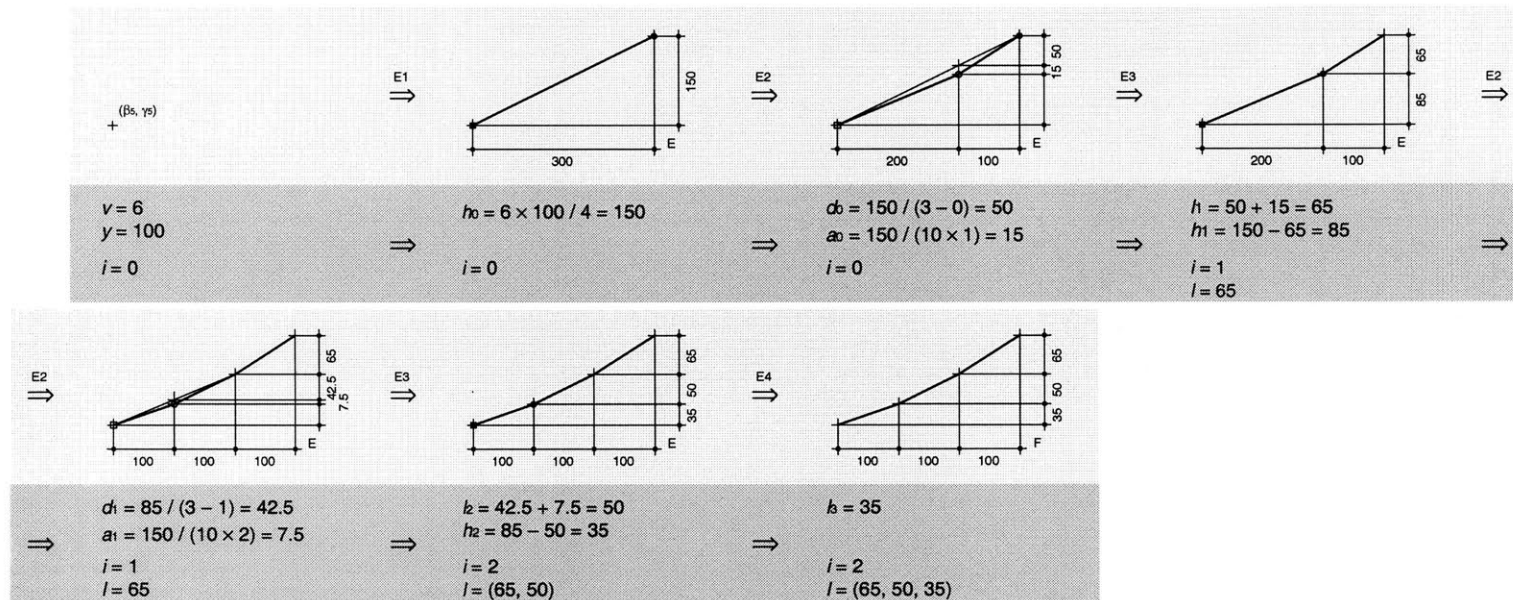 (β5, γ5)
E1
⇒
150
E
300
E2
⇒
50
15
E
200 100
E3
⇒
65
85
E
200 100
E2
⇒
v = 6
y = 100
i = 0
⇒
h0 = 6 × 100 / 4 = 150
i = 0
⇒
d0 = 150 / (3 – 0) = 50
a0 = 150 / (10 × 1) = 15
i = 0
⇒
l1 = 50 + 15 = 65
h1 = 150 – 65 = 85
i = 1
l = 65
⇒
E2
⇒
65
42.5
7.5
E
100 100 100
E3
⇒
65
50
35
E
100 100 100
E4
⇒
65
50
35
F
100 100 100
⇒
d1 = 85 / (3 – 1) = 42.5
a1 = 150 / (10 × 2) = 7.5
i = 1
l = 65
⇒
l2 = 42.5 + 7.5 = 50
h2 = 85 – 50 = 35
i = 2
l = (65, 50)
⇒
l3 = 35
i = 2
l = (65, 50, 35)